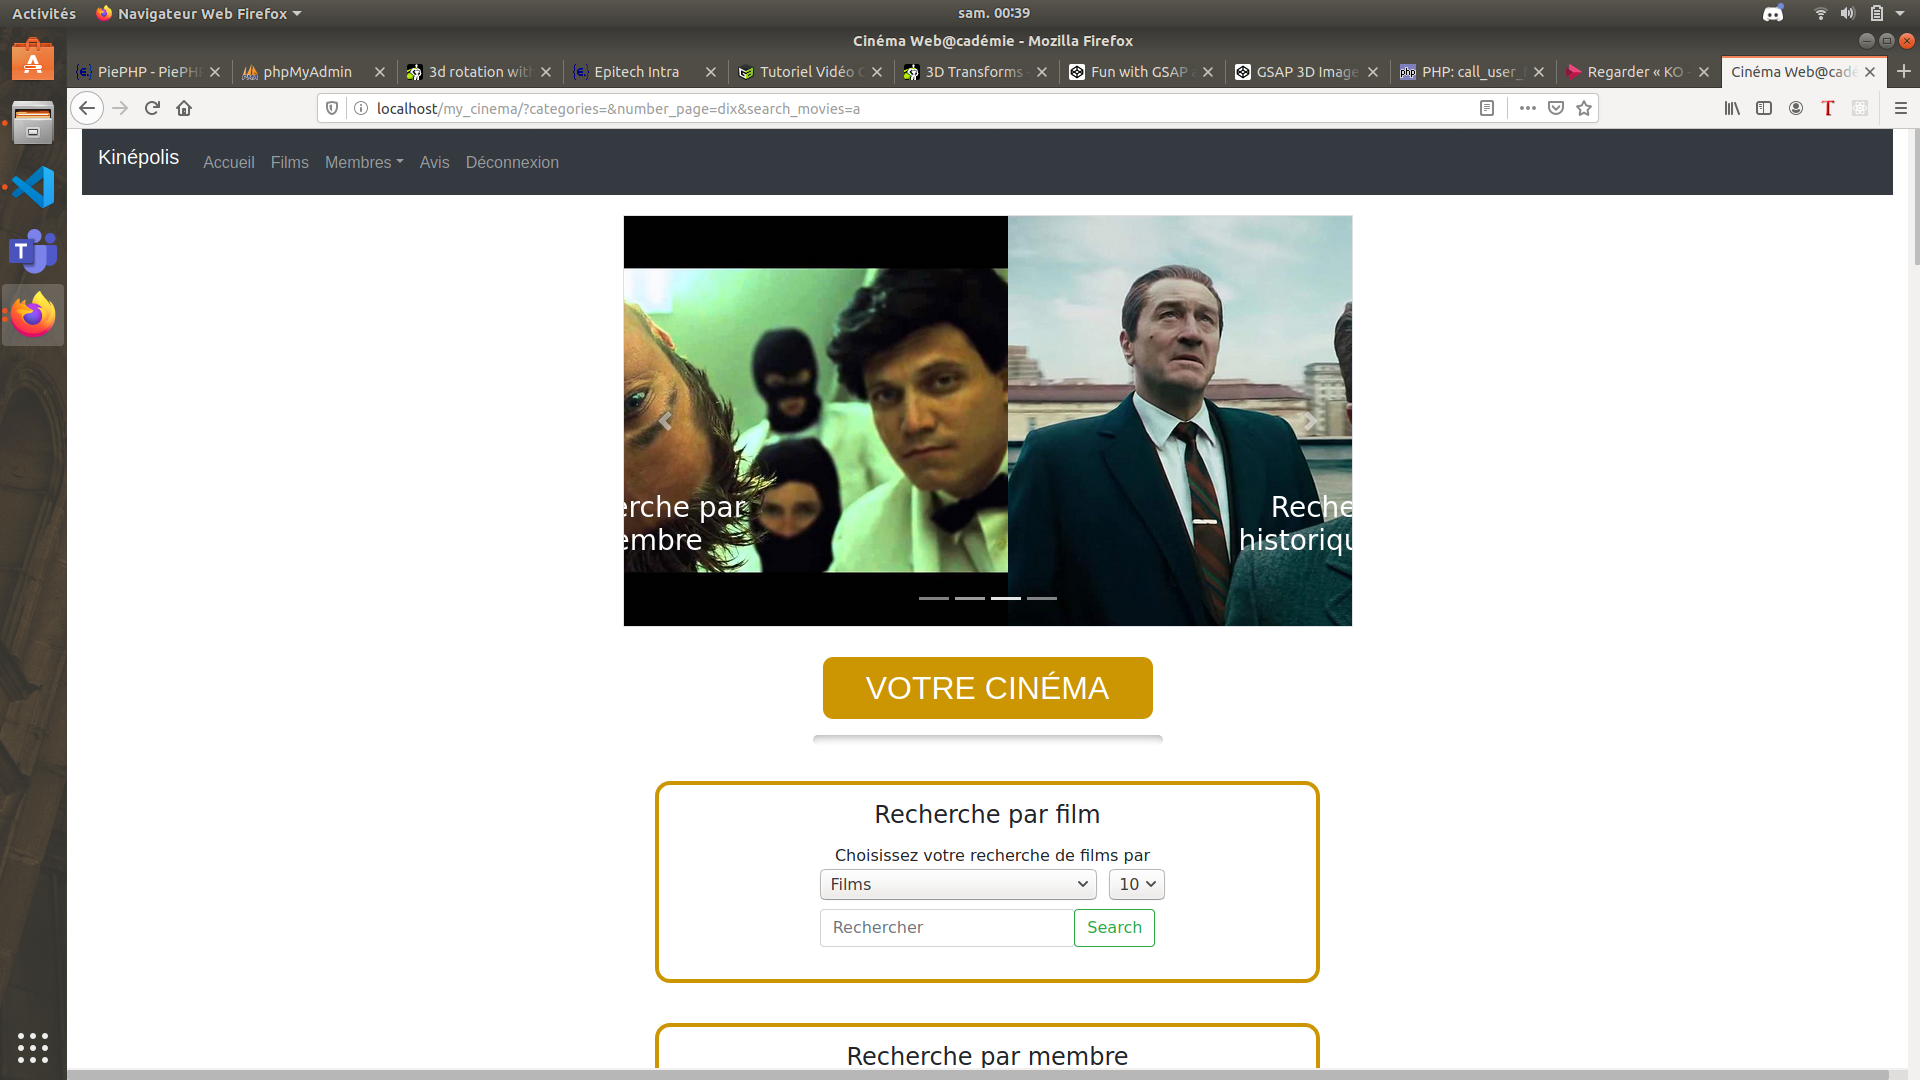 Activités
Navigateur Web Firefox
sam. 00:39
Cinéma Web@cadémie - Mozilla Firefox
PiePHP - PiePH
phpMyAdmin
3d rotation wit
Epitech Intra
Tutoriel Vidéo
3D Transforms
Fun with GSAP
GSAP 3D Image
PHP: call_user_
Regarder « KO -
Cinéma Web@cadé
localhost/my_cinema/?categories=&number_page=dix&search_movies=a
Kinépolis
Accueil
Films
Membres
Avis
Déconnexion
erche par
embre
Reche
historiqu
VOTRE CINÉMA
Recherche par film
Choisissez votre recherche de films par
Films
10
Rechercher
Search
Recherche par membre